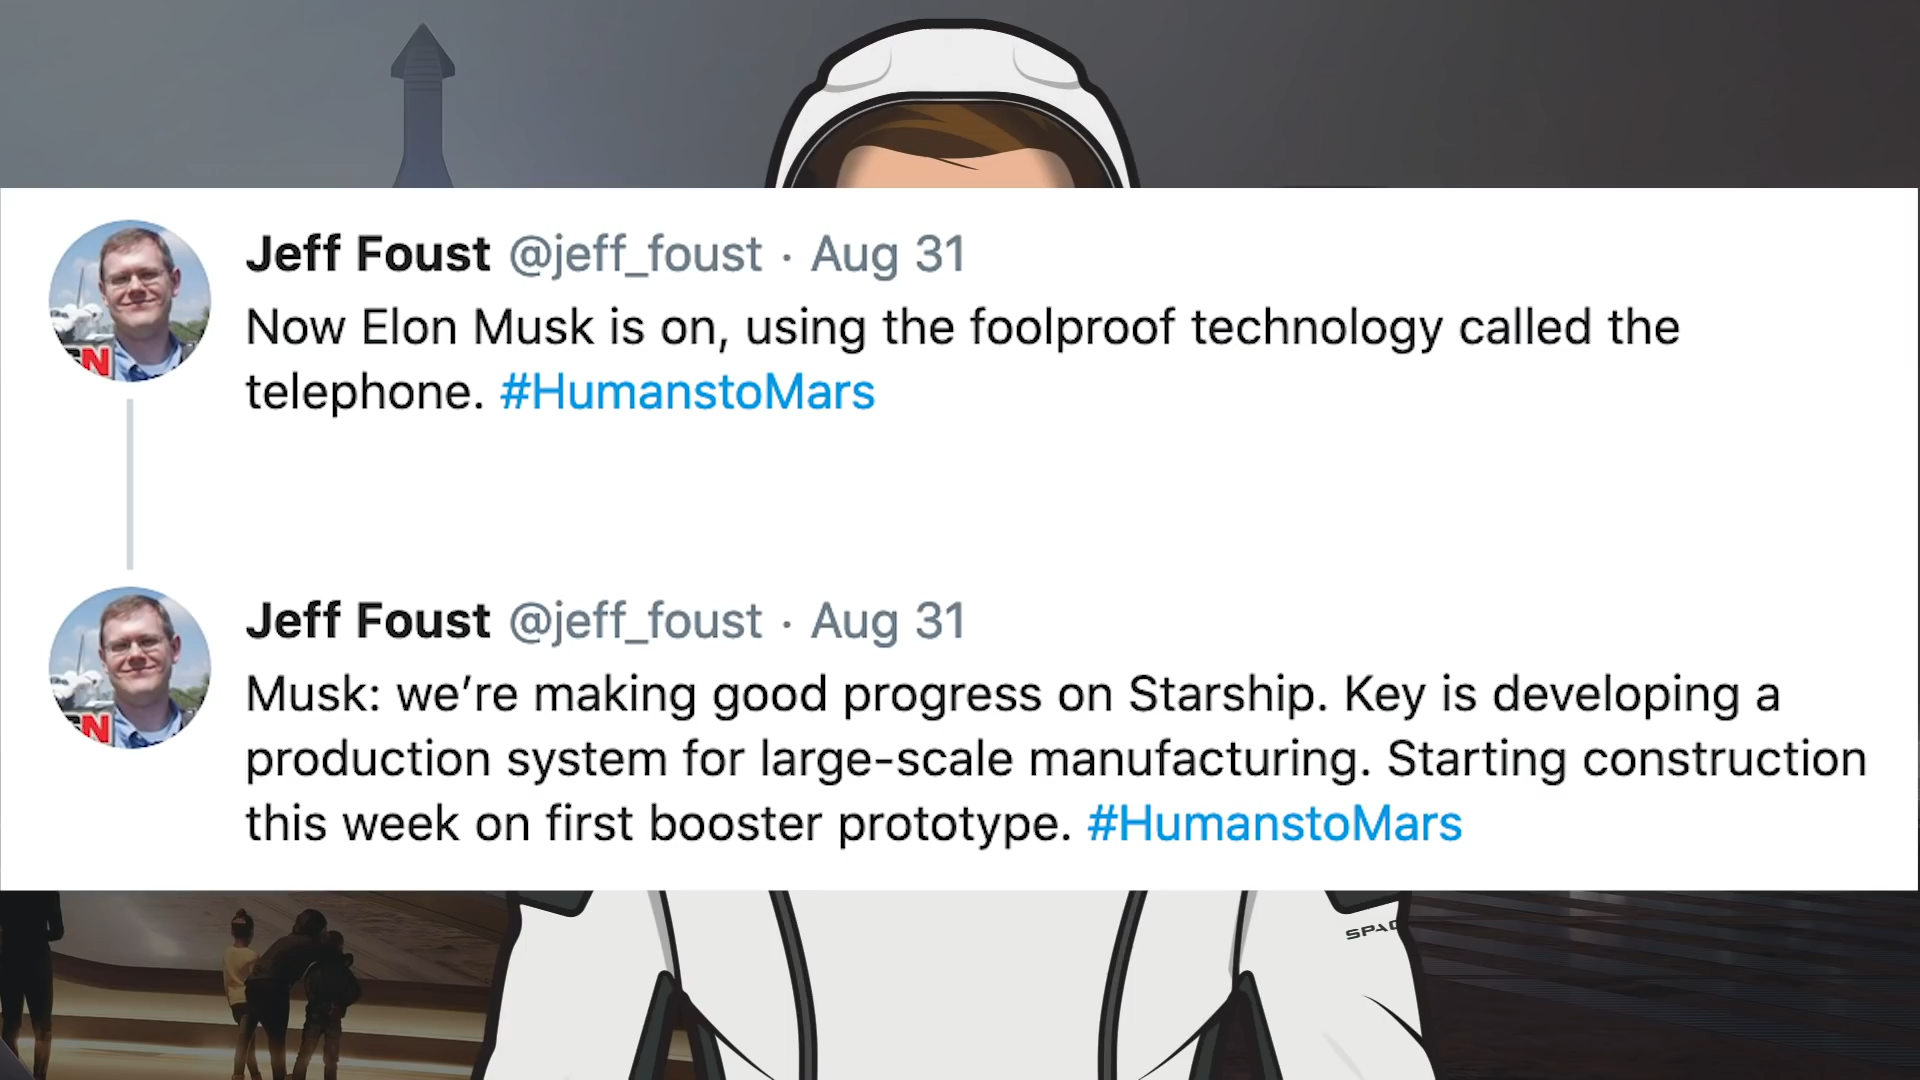 Jeff Foust @jeff_foust · Aug 31
Now Elon Musk is on, using the foolproof technology called the
telephone. #HumanstoMars
N
Jeff Foust @jeff_foust · Aug 31
Musk: we’re making good progress on Starship. Key is developing a
production system for large-scale manufacturing. Starting construction
this week on first booster prototype. #HumanstoMars
N
SPAC